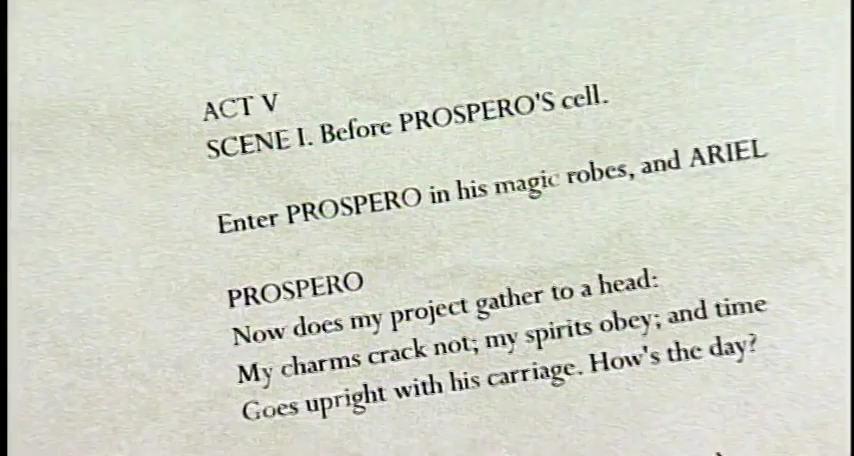 ACT V
SCENE I. Before PROSPERO'S cell.
Enter PROSPERO in his magic robes, and ARIEL
PROSPERO
Now does my project gather to a head:
My charms crack not; my spirits obey; and time
Goes upright with his carriage. How's the day?